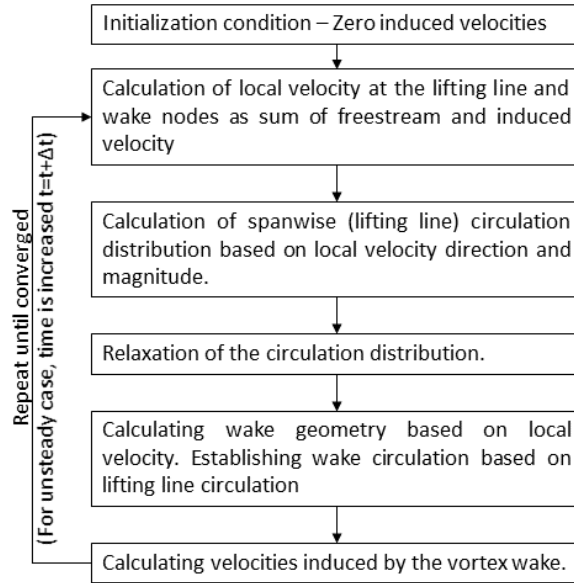 Initialization condition – Zero induced velocities
Calculation of local velocity at the lifting line and
wake nodes as sum of freestream and induced
velocity
Calculation of spanwise (lifting line) circulation
distribution based on local velocity direction and
magnitude.
Relaxation of the circulation distribution.
Calculating wake geometry based on local
velocity. Establishing wake circulation based on
lifting line circulation
Calculating velocities induced by the vortex wake.
Repeat until converged
(For unsteady case, time is increased t=t+Δt)